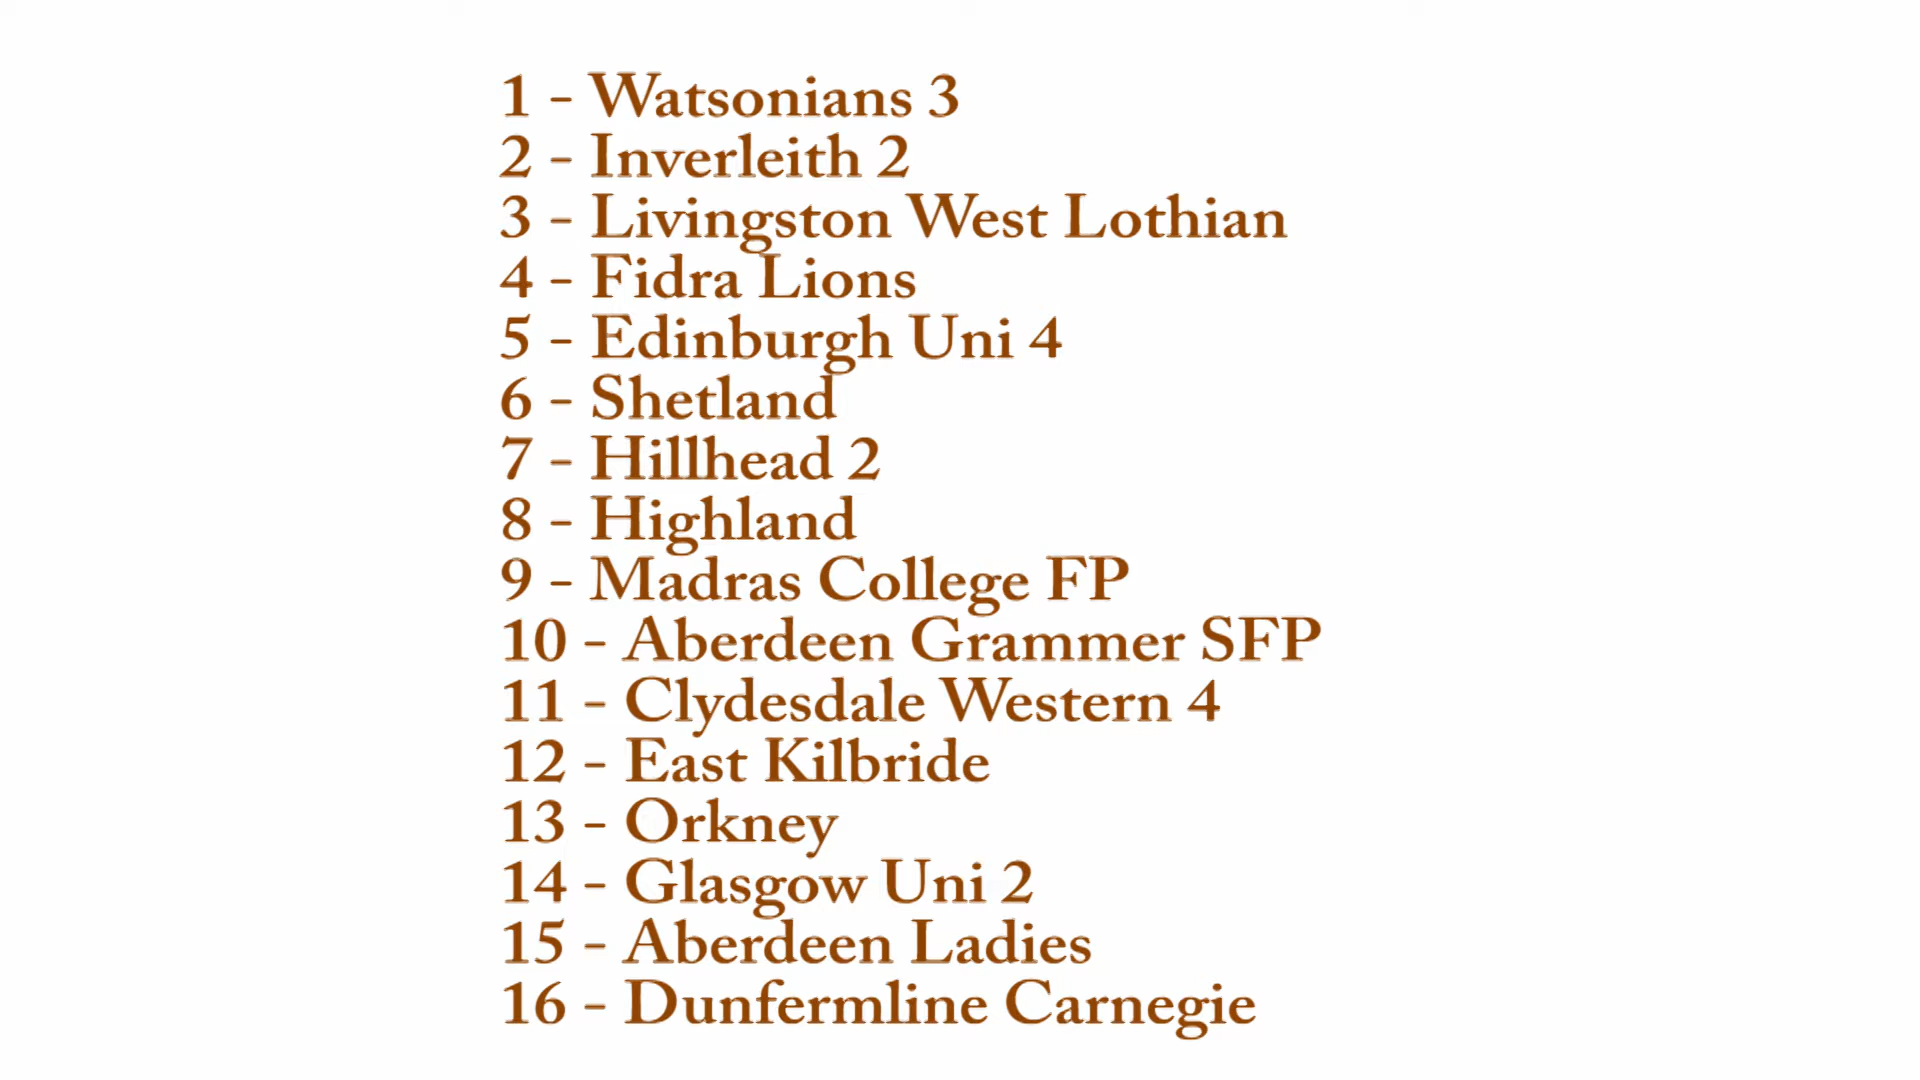 1 - Watsonians 3
2 - Inverleith 2
3 - Livingston West Lothian
4 - Fidra Lions
5 - Edinburgh Uni 4
6 - Shetland
7 - Hillhead 2
8 - Highland
9 - Madras College FP
10 - Aberdeen Grammer SFP
11 - Clydesdale Western 4
12 - East Kilbride
13 - Orkney
14 - Glasgow Uni 2
15 - Aberdeen Ladies
16 - Dunfermline Carnegie